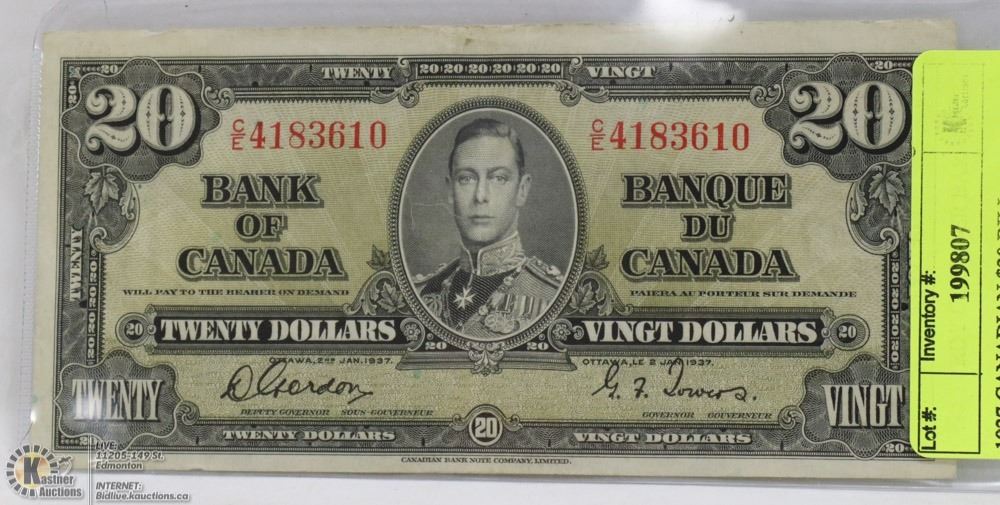 TWENTY 20 20 20 20 20 20 VINGT
20 20
C/E 4183610 C/E 4183610
BANK
OF
CANADA
BANQUE
DU
CANADA
WILL PAY TO THE BEARER ON DEMAND
PAIERA AU PORTEUR SUR DEMANDE
TWENTY
20 TWENTY DOLLARS 20 20 VINGT DOLLARS 20
OTTAWA, 2ND JAN. 1937.
OTTAWA, LE 2 JAN. 1937.
D Gordon
G. F. Towers.
DEPUTY GOVERNOR SOUS-GOUVERNEUR
GOVERNOR GOUVERNEUR
TWENTY VINGT
TWENTY DOLLARS 20 VINGT DOLLARS
CANADIAN BANK NOTE COMPANY, LIMITED.
Lot #:
Inventory #:
199807
Kastner
Auctions
LIVE:
11205-149 St,
Edmonton
INTERNET:
Bidlive.kauctions.ca